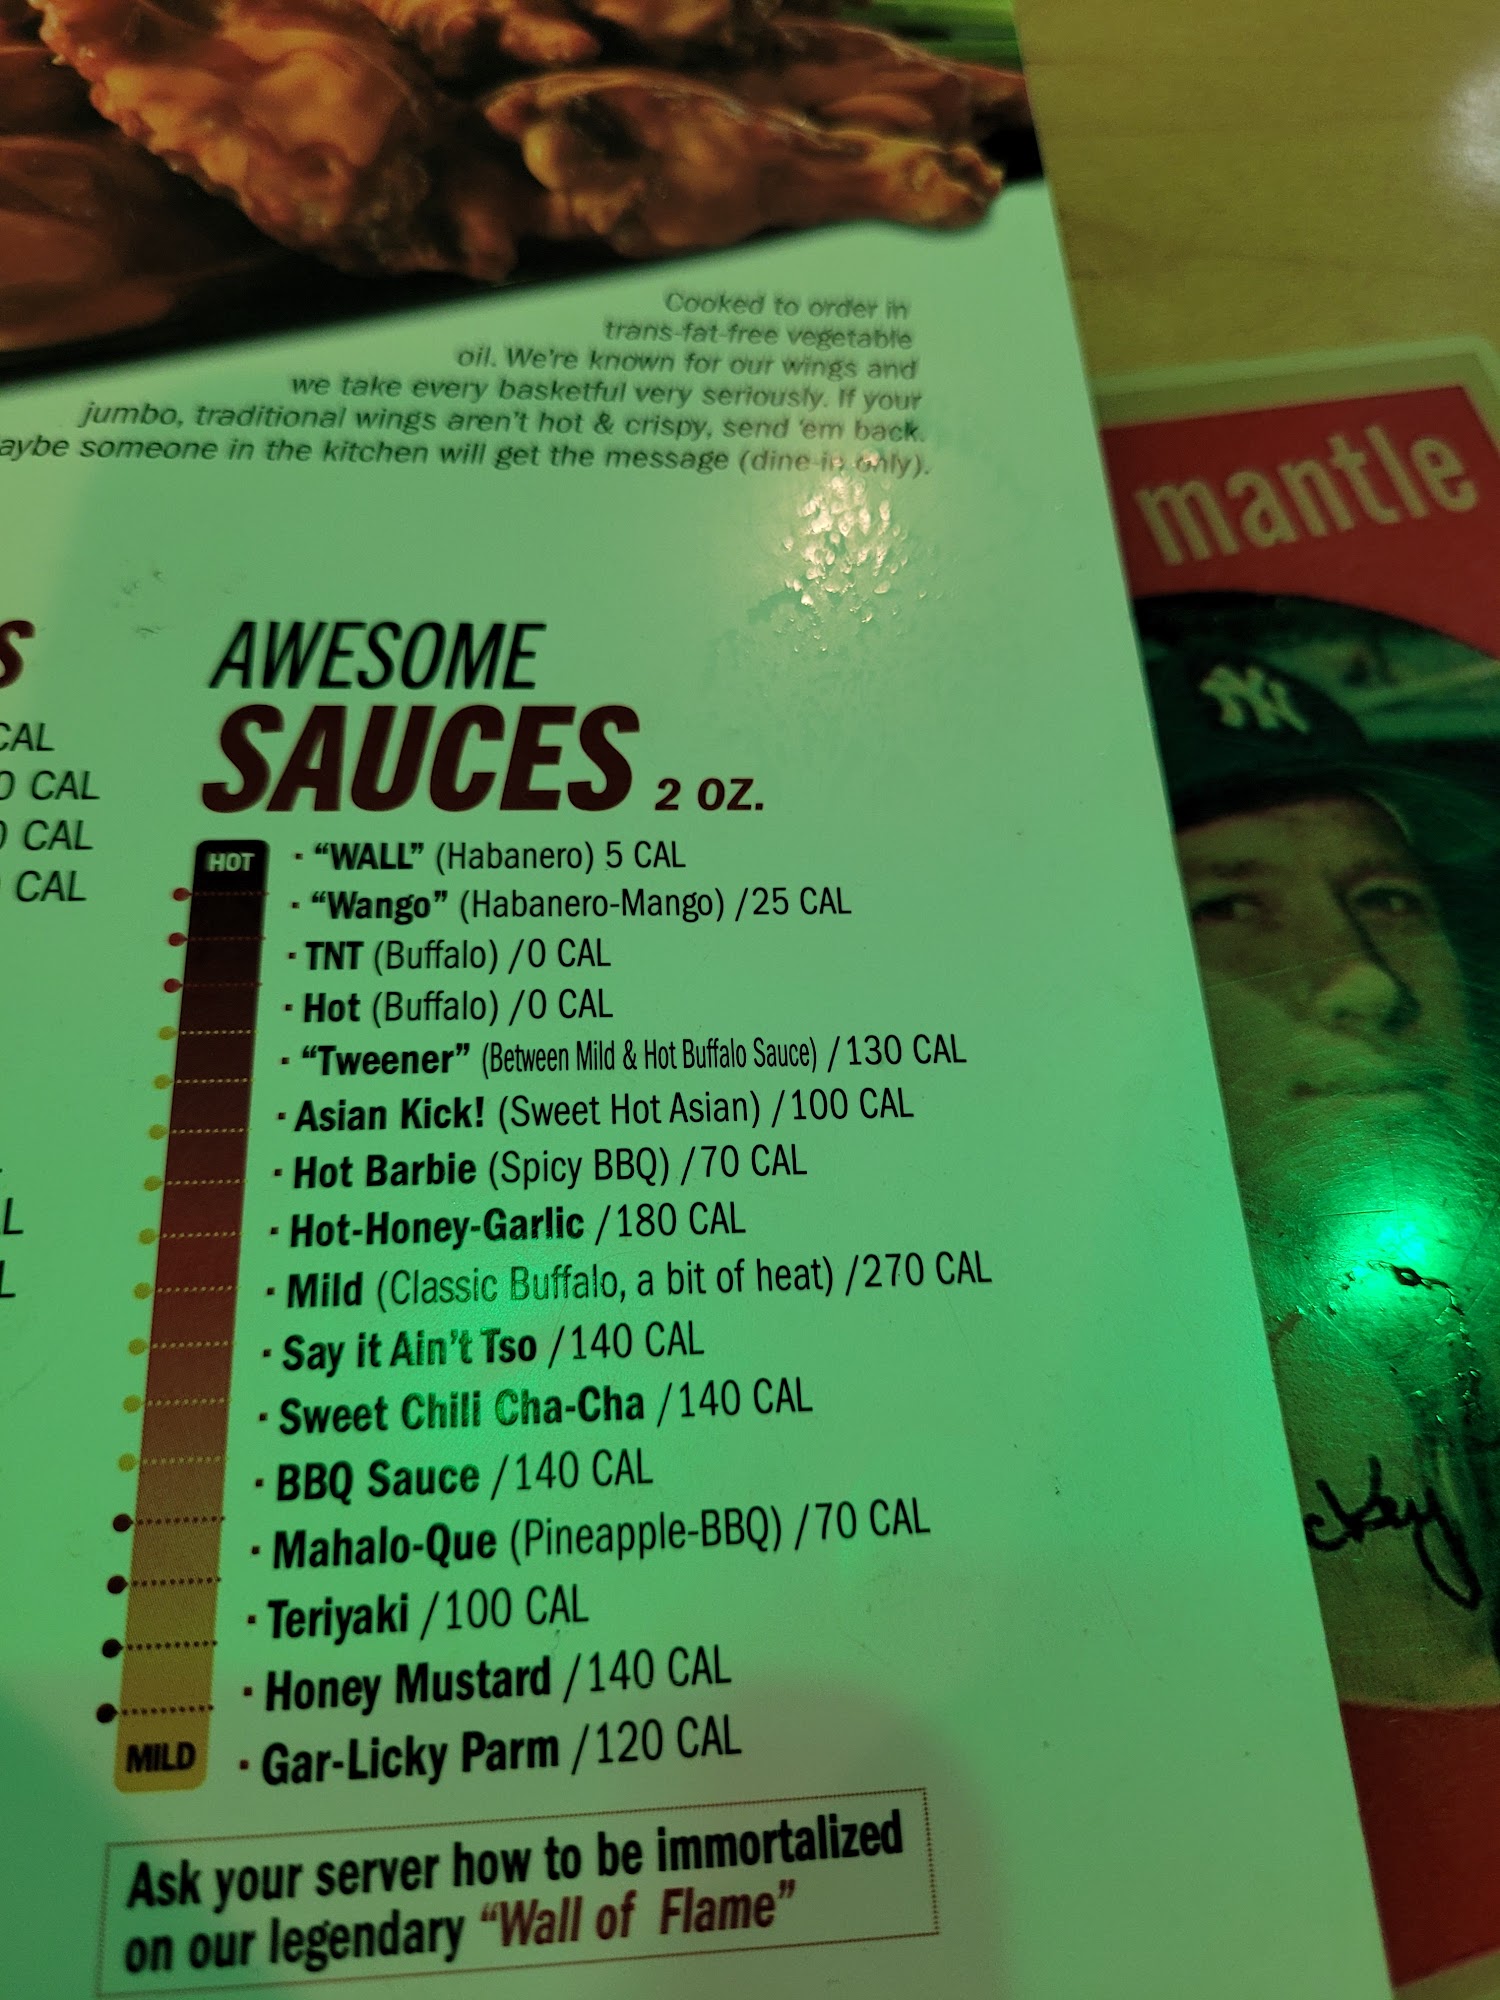 Cooked to order in
trans-fat-free vegetable
oil. We're known for our wings and
we take every basketful very seriously. If your
jumbo, traditional wings aren't hot & crispy, send 'em back.
aybe someone in the kitchen will get the message (dine-in only).
S
CAL
0 CAL
0 CAL
CAL
L
L
AWESOME
SAUCES 2 OZ.
HOT
· "WALL" (Habanero) 5 CAL
· "Wango" (Habanero-Mango) /25 CAL
· TNT (Buffalo) /0 CAL
· Hot (Buffalo) /0 CAL
· "Tweener" (Between Mild & Hot Buffalo Sauce) /130 CAL
· Asian Kick! (Sweet Hot Asian) /100 CAL
· Hot Barbie (Spicy BBQ) /70 CAL
· Hot-Honey-Garlic /180 CAL
· Mild (Classic Buffalo, a bit of heat) /270 CAL
· Say it Ain't Tso /140 CAL
· Sweet Chili Cha-Cha /140 CAL
· BBQ Sauce /140 CAL
· Mahalo-Que (Pineapple-BBQ) /70 CAL
· Teriyaki /100 CAL
· Honey Mustard /140 CAL
· Gar-Licky Parm /120 CAL
MILD
Ask your server how to be immortalized
on our legendary "Wall of Flame"
mantle
NY